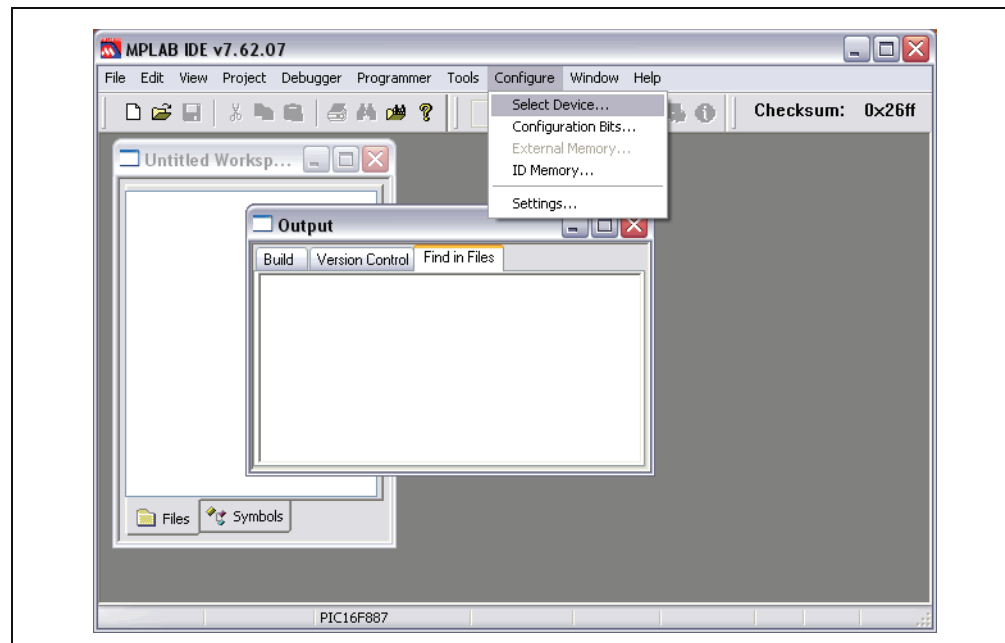 MPLAB IDE v7.62.07
File Edit View Project Debugger Programmer Tools Configure Window Help
Checksum: 0x26ff
Select Device...
Configuration Bits...
External Memory...
ID Memory...
Settings...
Untitled Worksp...
Output
Build Version Control Find in Files
Files Symbols
PIC16F887